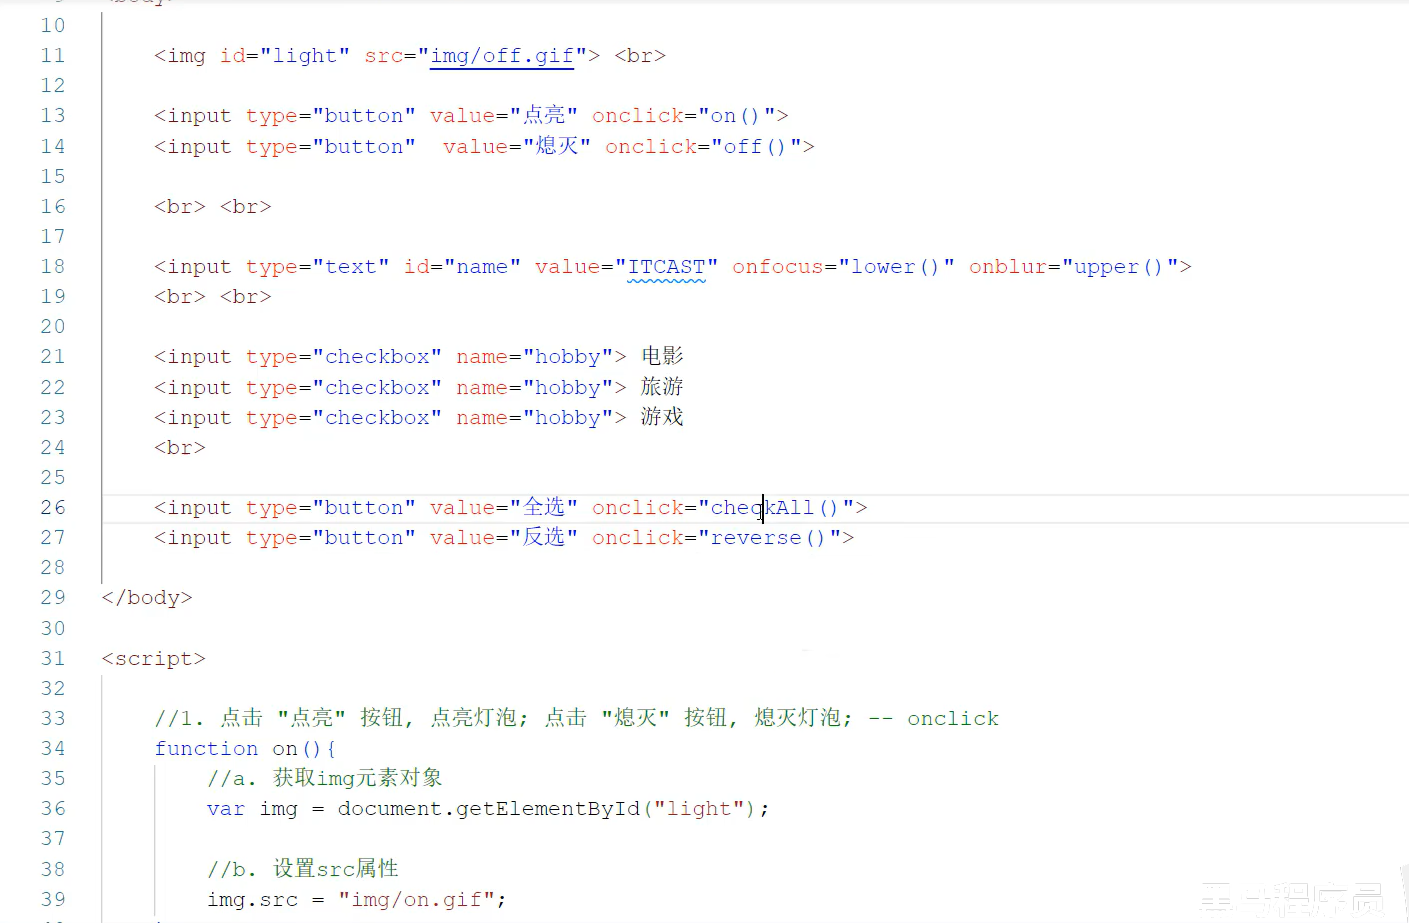 10
11 <img id="light" src="img/off.gif"> <br>
12
13 <input type="button" value="点亮" onclick="on()">
14 <input type="button"  value="熄灭" onclick="off()">
15
16 <br> <br>
17
18 <input type="text" id="name" value="ITCAST" onfocus="lower()" onblur="upper()">
19 <br> <br>
20
21 <input type="checkbox" name="hobby"> 电影
22 <input type="checkbox" name="hobby"> 旅游
23 <input type="checkbox" name="hobby"> 游戏
24 <br>
25
26 <input type="button" value="全选" onclick="checkAll()">
27 <input type="button" value="反选" onclick="reverse()">
28
29 </body>
30
31 <script>
32
33 //1. 点击 "点亮" 按钮, 点亮灯泡; 点击 "熄灭" 按钮, 熄灭灯泡; -- onclick
34 function on(){
35 //a. 获取img元素对象
36 var img = document.getElementById("light");
37
38 //b. 设置src属性
39 img.src = "img/on.gif";